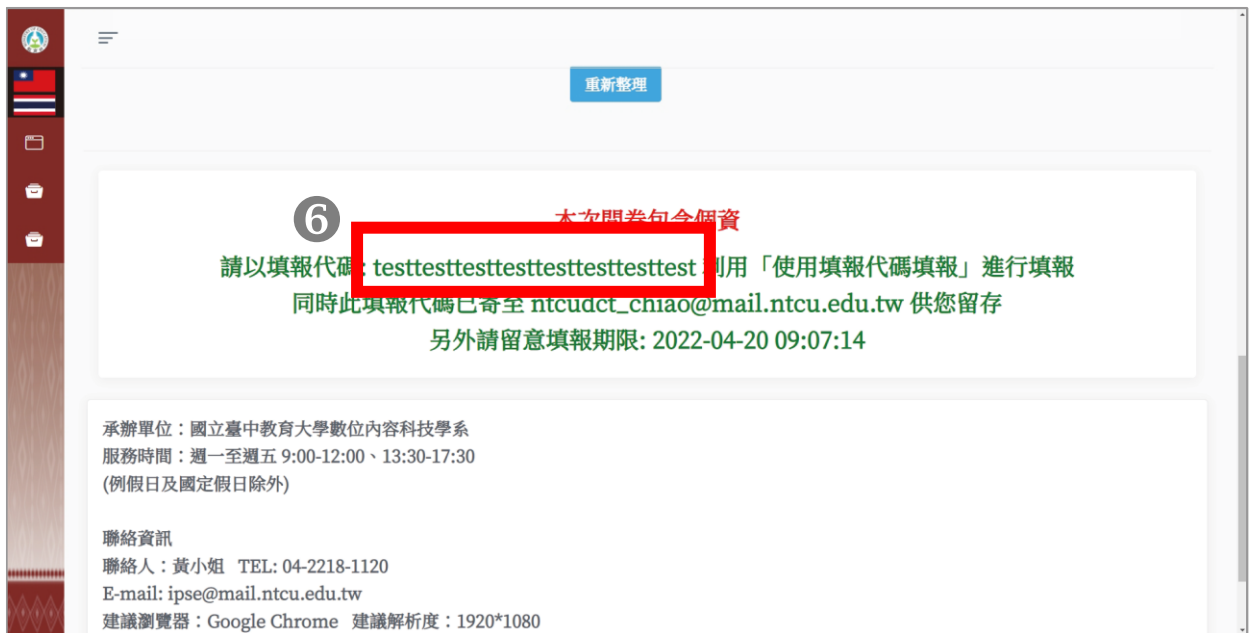 重新整理
❻
本次問卷包含個資
請以填報代碼: testtesttesttesttesttesttesttest 利用「使用填報代碼填報」進行填報
同時此填報代碼已寄至 ntcudct_chiao@mail.ntcu.edu.tw 供您留存
另外請留意填報期限: 2022-04-20 09:07:14
承辦單位：國立臺中教育大學數位內容科技學系
服務時間：週一至週五 9:00-12:00、13:30-17:30
(例假日及國定假日除外)
聯絡資訊
聯絡人：黃小姐 TEL: 04-2218-1120
E-mail: ipse@mail.ntcu.edu.tw
建議瀏覽器：Google Chrome 建議解析度：1920*1080